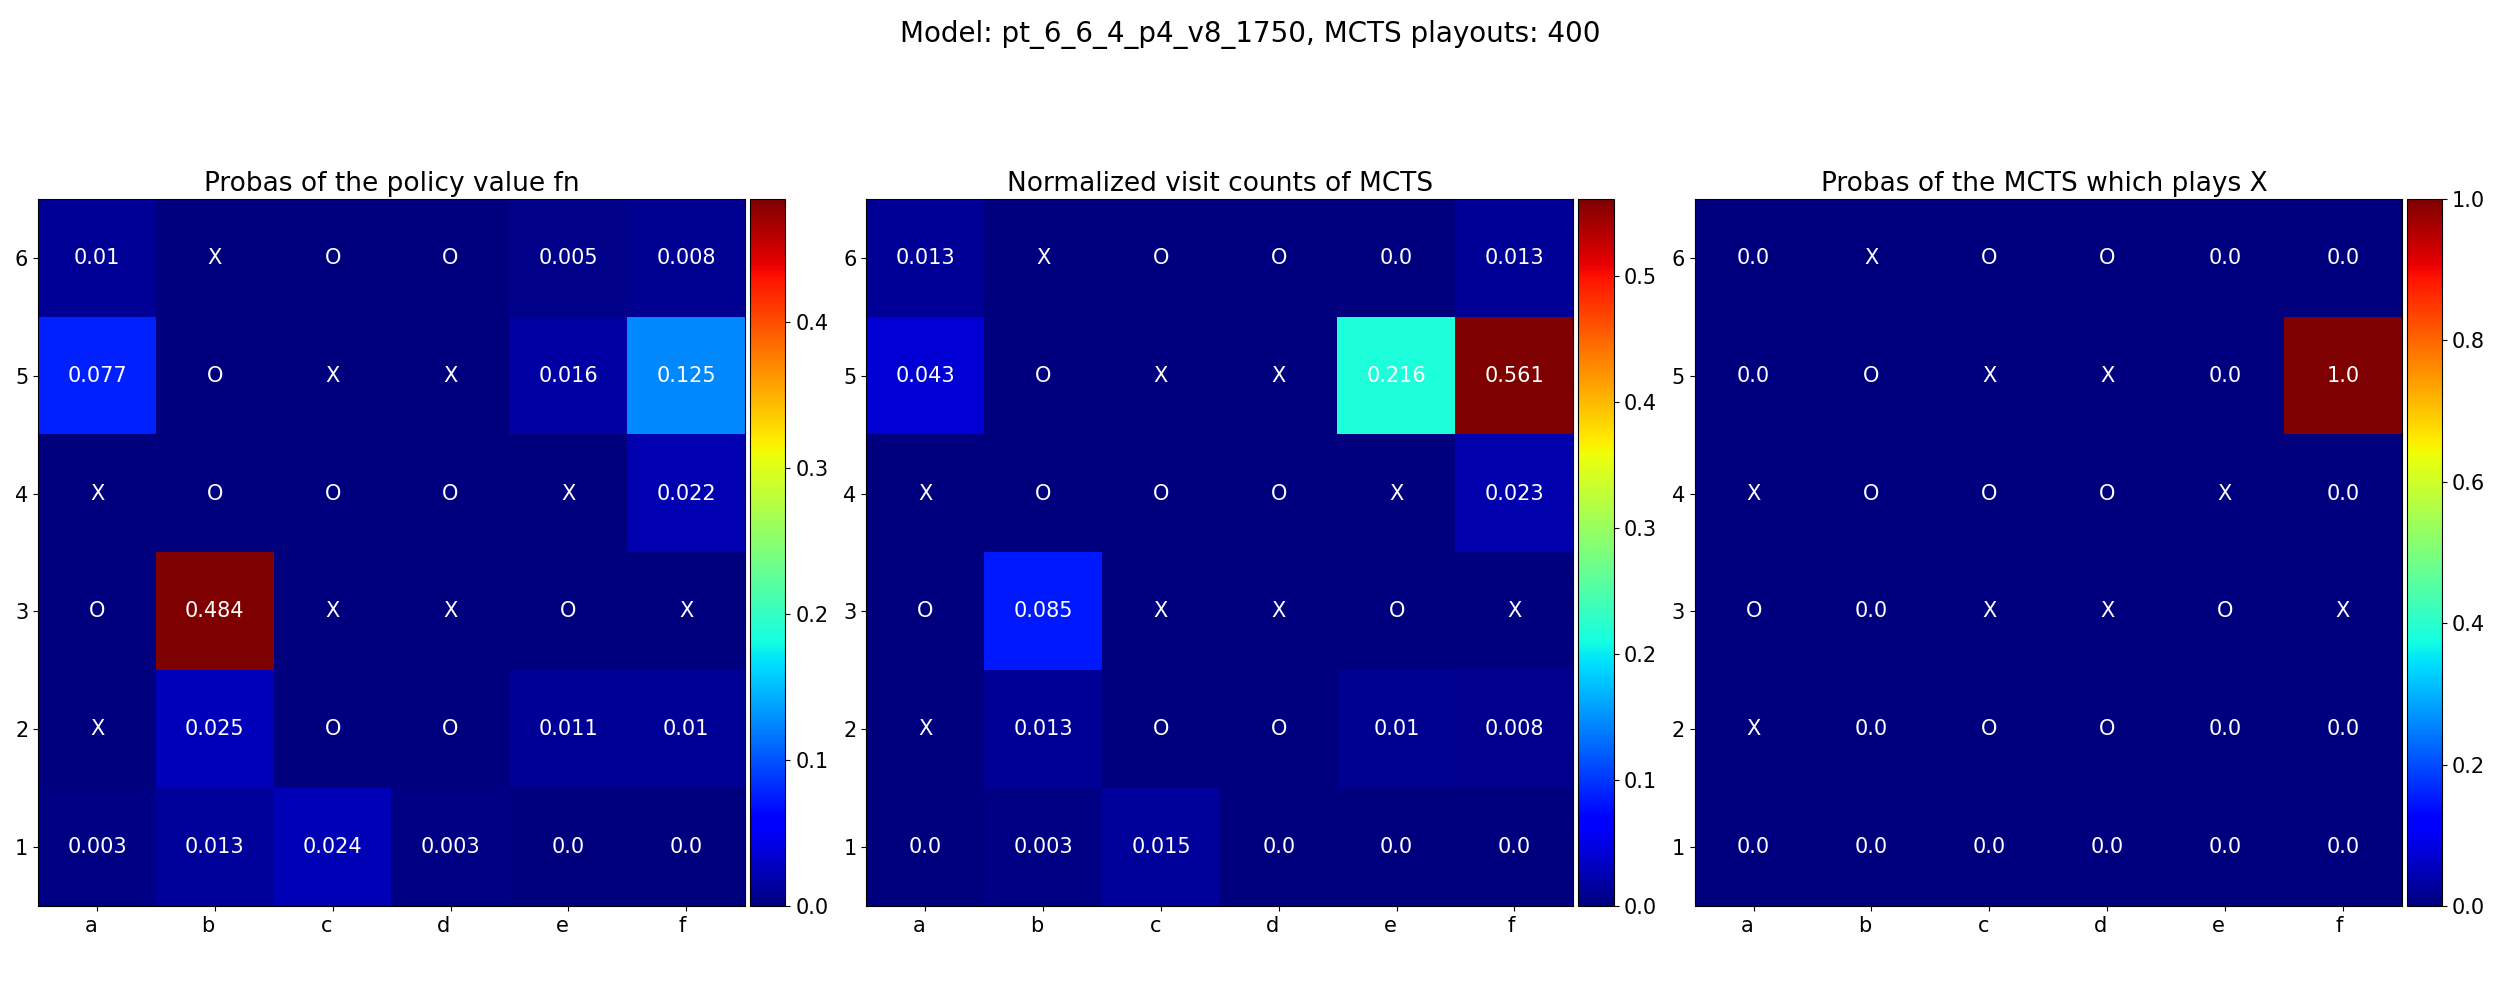 Model: pt_6_6_4_p4_v8_1750, MCTS playouts: 400
Probas of the policy value fn
6 0.01 X O O 0.005 0.008
5 0.077 O X X 0.016 0.125
4 X O O O X 0.022
3 O 0.484 X X O X
2 X 0.025 O O 0.011 0.01
1 0.003 0.013 0.024 0.003 0.0 0.0
a b c d e f
0.4
0.3
0.2
0.1
0.0
Normalized visit counts of MCTS
6 0.013 X O O 0.0 0.013
5 0.043 O X X 0.216 0.561
4 X O O O X 0.023
3 O 0.085 X X O X
2 X 0.013 O O 0.01 0.008
1 0.0 0.003 0.015 0.0 0.0 0.0
a b c d e f
0.5
0.4
0.3
0.2
0.1
0.0
Probas of the MCTS which plays X
6 0.0 X O O 0.0 0.0
5 0.0 O X X 0.0 1.0
4 X O O O X 0.0
3 O 0.0 X X O X
2 X 0.0 O O 0.0 0.0
1 0.0 0.0 0.0 0.0 0.0 0.0
a b c d e f
1.0
0.8
0.6
0.4
0.2
0.0